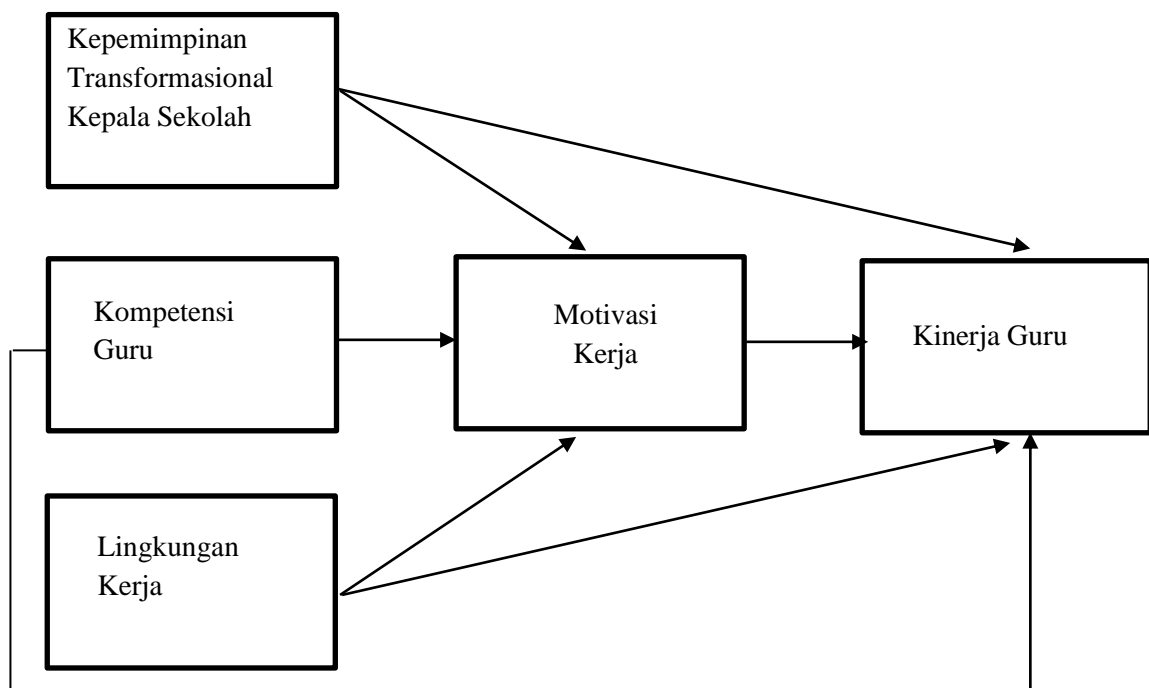 Kepemimpinan
Transformasional
Kepala Sekolah
Kompetensi
Guru
Motivasi
Kerja
Kinerja Guru
Lingkungan
Kerja